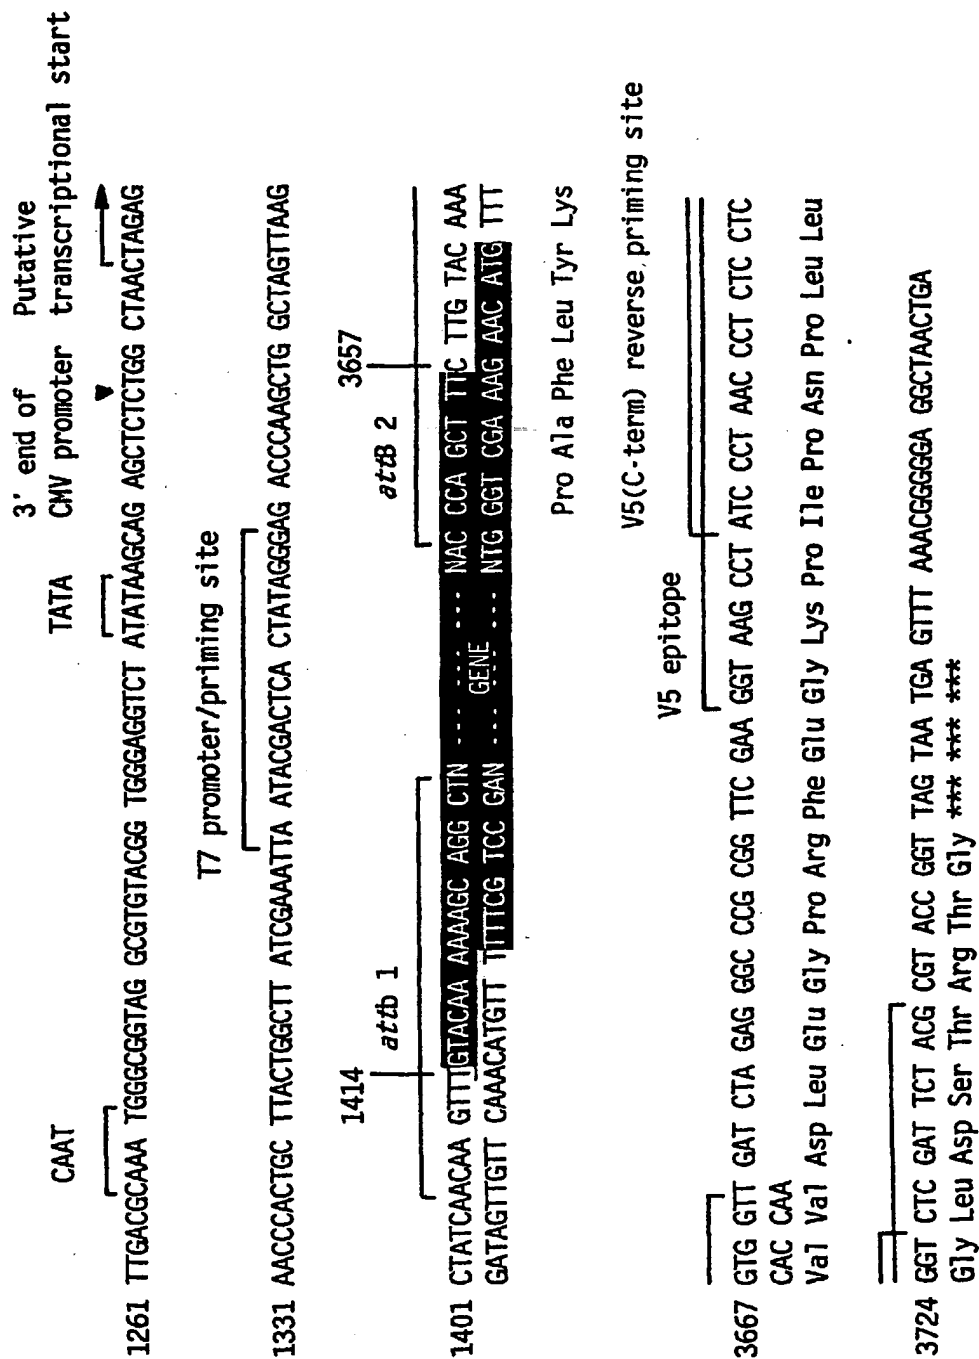 3' end of Putative
CAAT TATA CMV promoter transcriptional start
1261 TTGACGCAAA TGGGCGGTAG GCGTGTACGG TGGGAGGTCT ATATAAGCAG AGCTCTCTGG CTAACTAGAG
T7 promoter/priming site
1331 AACCCACTGC TTACTGGCTT ATCGAAATTA ATACGACTCA CTATAGGGAG ACCCAAGCTG GCTAGTTAAG
1414 3657
attb 1 attB 2
1401 CTATCAACAA GTTTGTACAA AAAAGC AGG CTN ... ... ... NAC CCA GCT TTC TTG TAC AAA
GENE
GATAGTTGTT CAAACATGTT TTTTCG TCC GAN ... ... ... NTG GGT CGA AAG AAC ATG TTT
Pro Ala Phe Leu Tyr Lys
V5 epitope V5(C-term) reverse priming site
3667 GTG GTT GAT CTA GAG GGC CCG CGG TTC GAA GGT AAG CCT ATC CCT AAC CCT CTC CTC
CAC CAA
Val Val Asp Leu Glu Gly Pro Arg Phe Glu Gly Lys Pro Ile Pro Asn Pro Leu Leu
3724 GGT CTC GAT TCT ACG CGT ACC GGT TAG TAA TGA GTTT AAACGGGGGA GGCTAACTGA
Gly Leu Asp Ser Thr Arg Thr Gly *** *** ***